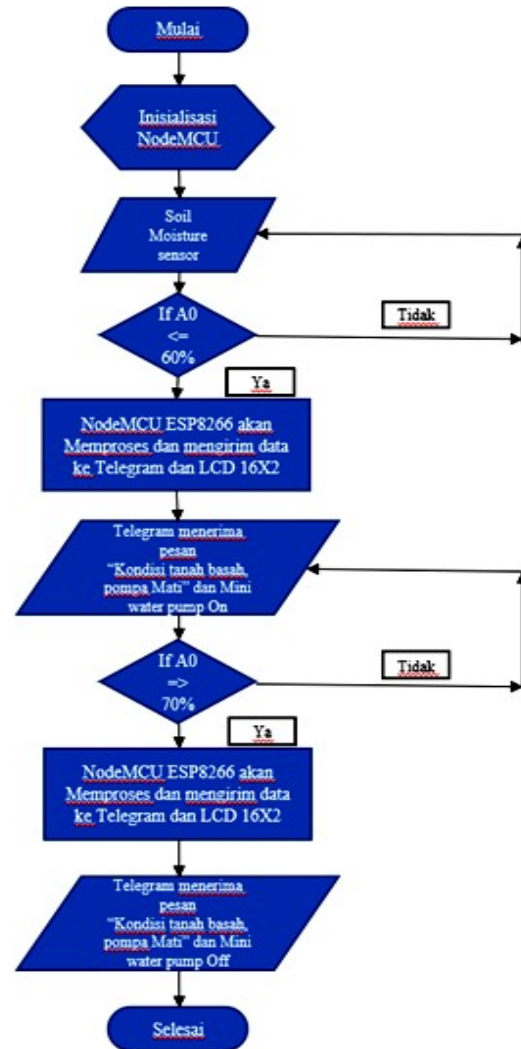 Mulai
Inisialisasi
NodeMCU
Soil
Moisture
sensor
If A0
<=
60%
Tidak
Ya
NodeMCU ESP8266 akan
Memproses dan mengirim data
ke Telegram dan LCD 16X2
Telegram menerima
pesan
“Kondisi tanah basah,
pompa Mati” dan Mini
water pump On
If A0
=>
70%
Tidak
Ya
NodeMCU ESP8266 akan
Memproses dan mengirim data
ke Telegram dan LCD 16X2
Telegram menerima
pesan
“Kondisi tanah basah,
pompa Mati” dan Mini
water pump Off
Selesai